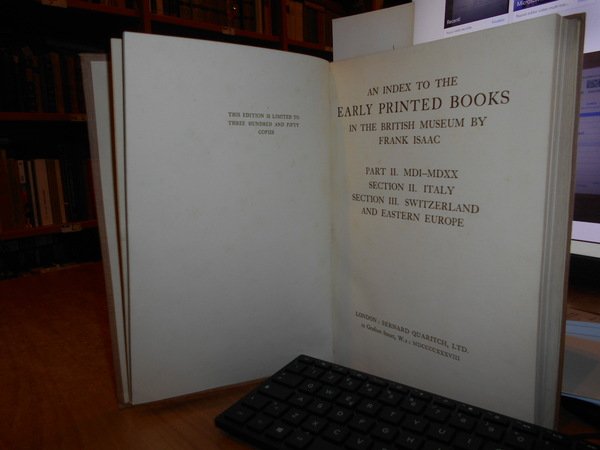 Recent
THIS EDITION IS LIMITED TO
THREE HUNDRED AND FIFTY
COPIES
AN INDEX TO THE
EARLY PRINTED BOOKS
IN THE BRITISH MUSEUM BY
FRANK ISAAC
PART II. MDI–MDXX
SECTION II. ITALY
SECTION III. SWITZERLAND
AND EASTERN EUROPE
LONDON: BERNARD QUARITCH, LTD.
11 Grafton Street, W.1: MDCCCCXXXVIII